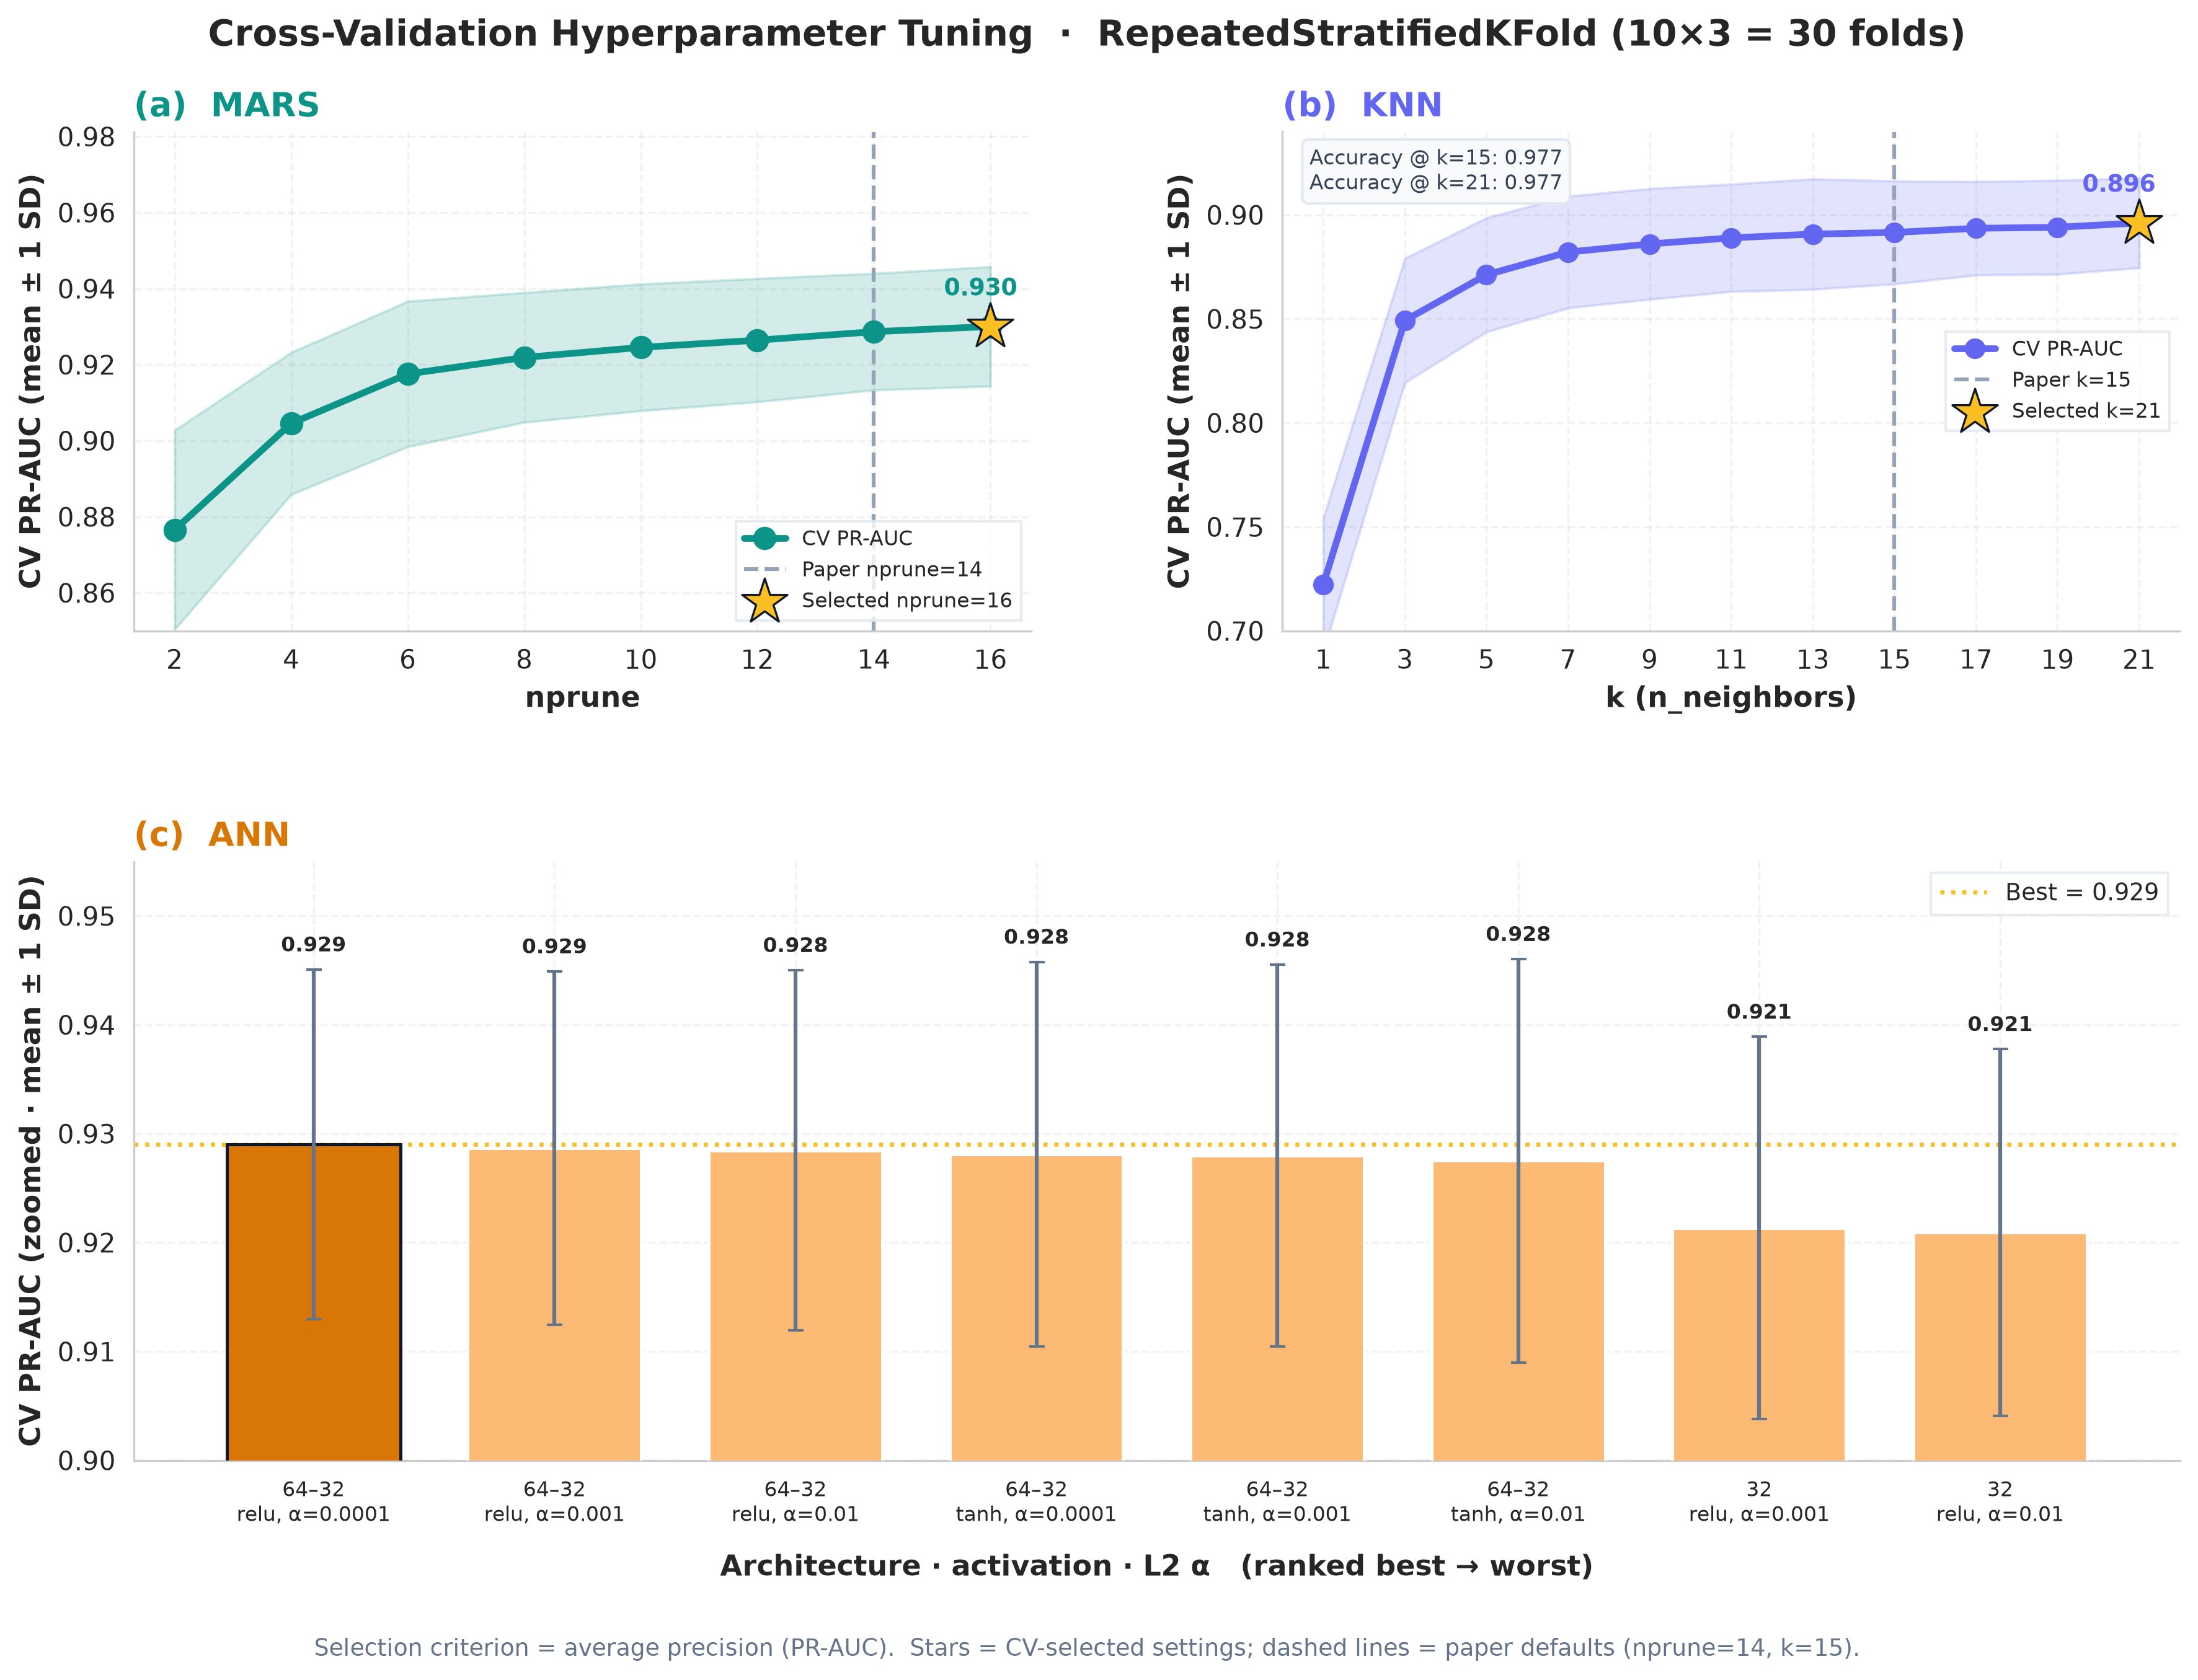 Cross-Validation Hyperparameter Tuning · RepeatedStratifiedKFold (10×3 = 30 folds)
(a) MARS
CV PR-AUC (mean ± 1 SD)
0.98
0.96
0.94
0.92
0.90
0.88
0.86
0.930
CV PR-AUC
Paper nprune=14
Selected nprune=16
2 4 6 8 10 12 14 16
nprune
(b) KNN
CV PR-AUC (mean ± 1 SD)
0.90
0.85
0.80
0.75
0.70
Accuracy @ k=15: 0.977
Accuracy @ k=21: 0.977
0.896
CV PR-AUC
Paper k=15
Selected k=21
1 3 5 7 9 11 13 15 17 19 21
k (n_neighbors)
(c) ANN
CV PR-AUC (zoomed · mean ± 1 SD)
0.95
0.94
0.93
0.92
0.91
0.90
Best = 0.929
0.929 0.929 0.928 0.928 0.928 0.928 0.921 0.921
64–32 64–32 64–32 64–32 64–32 64–32 32 32
relu, α=0.0001 relu, α=0.001 relu, α=0.01 tanh, α=0.0001 tanh, α=0.001 tanh, α=0.01 relu, α=0.001 relu, α=0.01
Architecture · activation · L2 α (ranked best → worst)
Selection criterion = average precision (PR-AUC). Stars = CV-selected settings; dashed lines = paper defaults (nprune=14, k=15).